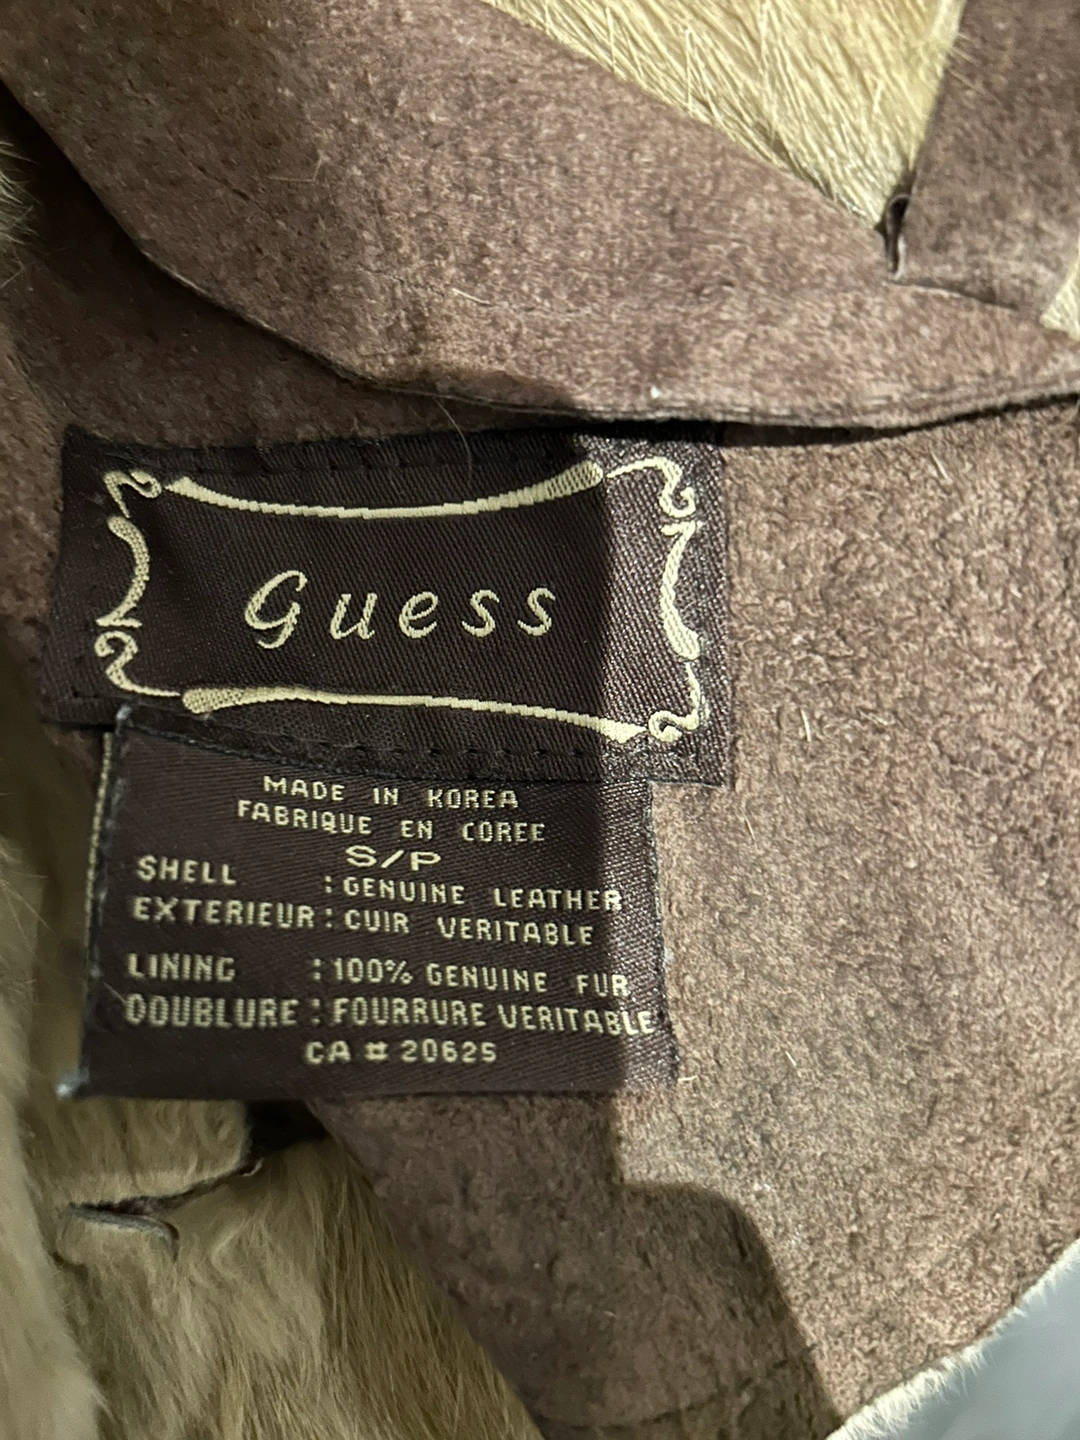 Guess
MADE IN KOREA
FABRIQUE EN COREE
S/P
SHELL : GENUINE LEATHER
EXTERIEUR : CUIR VERITABLE
LINING : 100% GENUINE FUR
DOUBLURE : FOURRURE VERITABLE
CA # 20625